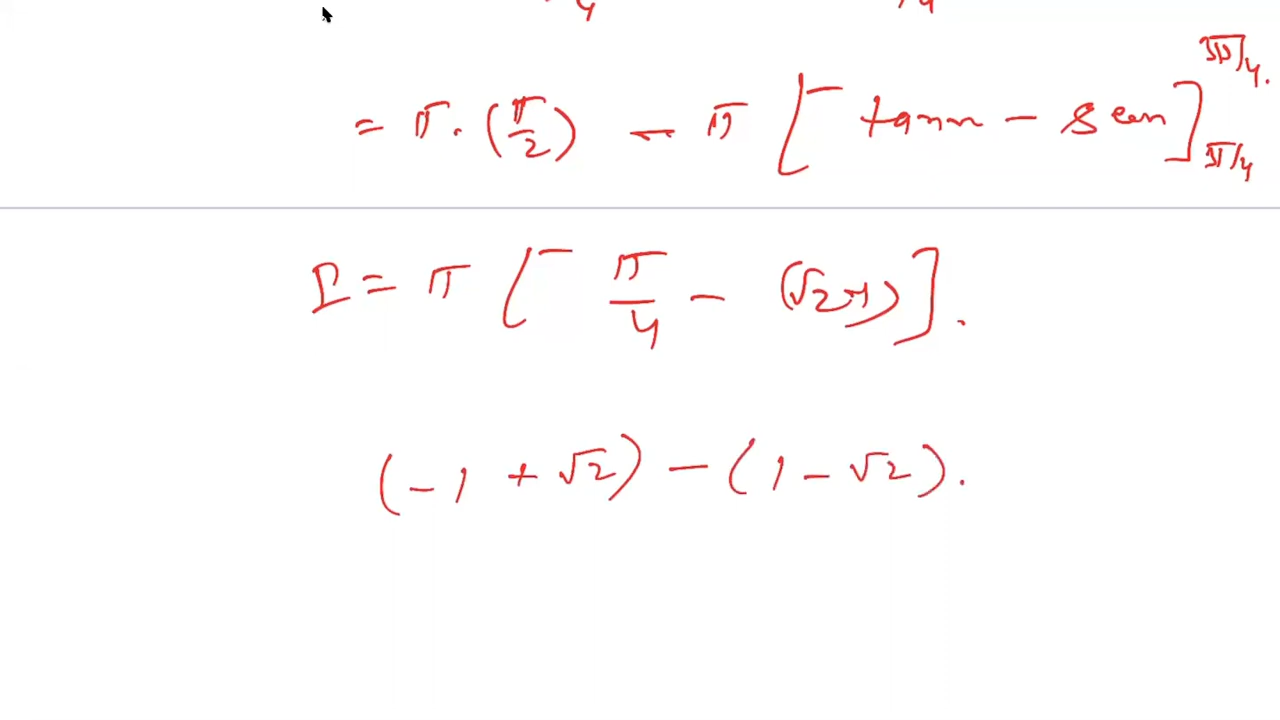 = π · (π/2) - π [ tanx - secx ]_{π/4}^{3π/4}.
I = π [ π/4 - (√2-1) ].
(-1 + √2) - (1 - √2).